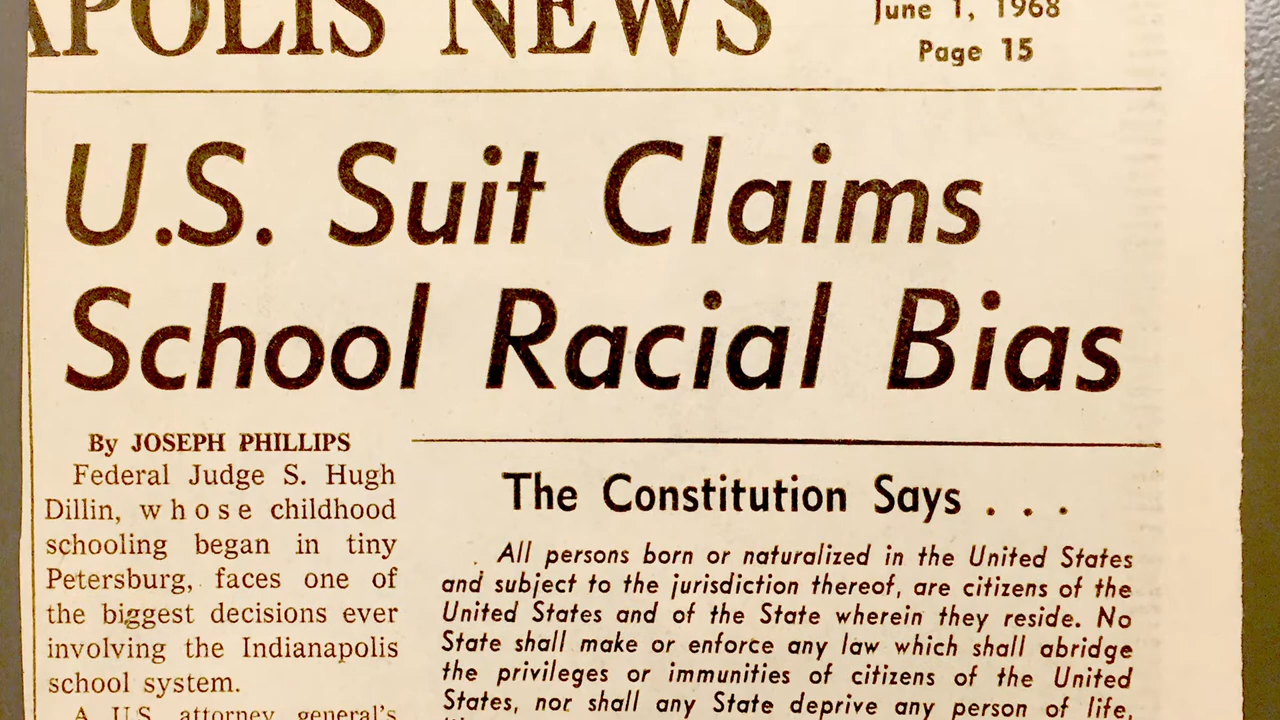 APOLIS NEWS
June 1, 1968
Page 15
U.S. Suit Claims
School Racial Bias
By JOSEPH PHILLIPS
Federal Judge S. Hugh
Dillin, whose childhood
schooling began in tiny
Petersburg, faces one of
the biggest decisions ever
involving the Indianapolis
school system.
A U.S. attorney general's
The Constitution Says . . .
All persons born or naturalized in the United States
and subject to the jurisdiction thereof, are citizens of the
United States and of the State wherein they reside. No
State shall make or enforce any law which shall abridge
the privileges or immunities of citizens of the United
States, nor shall any State deprive any person of life,